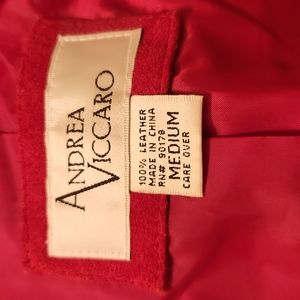 ANDREA
VICCARO
100% LEATHER
MADE IN CHINA
RN# 90178
MEDIUM
CARE OVER